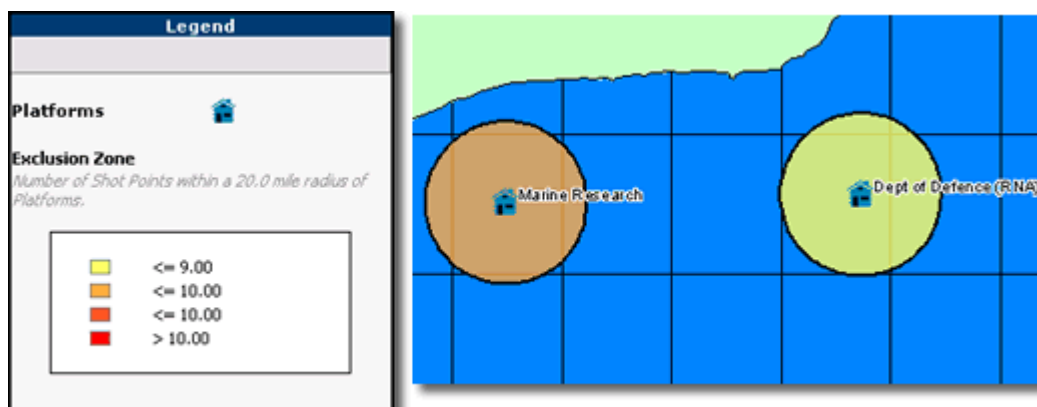 Legend
Platforms
Exclusion Zone
Number of Shot Points within a 20.0 mile radius of
Platforms.
<= 9.00
<= 10.00
<= 10.00
> 10.00
Marine Research
Dept of Defence (RNA)